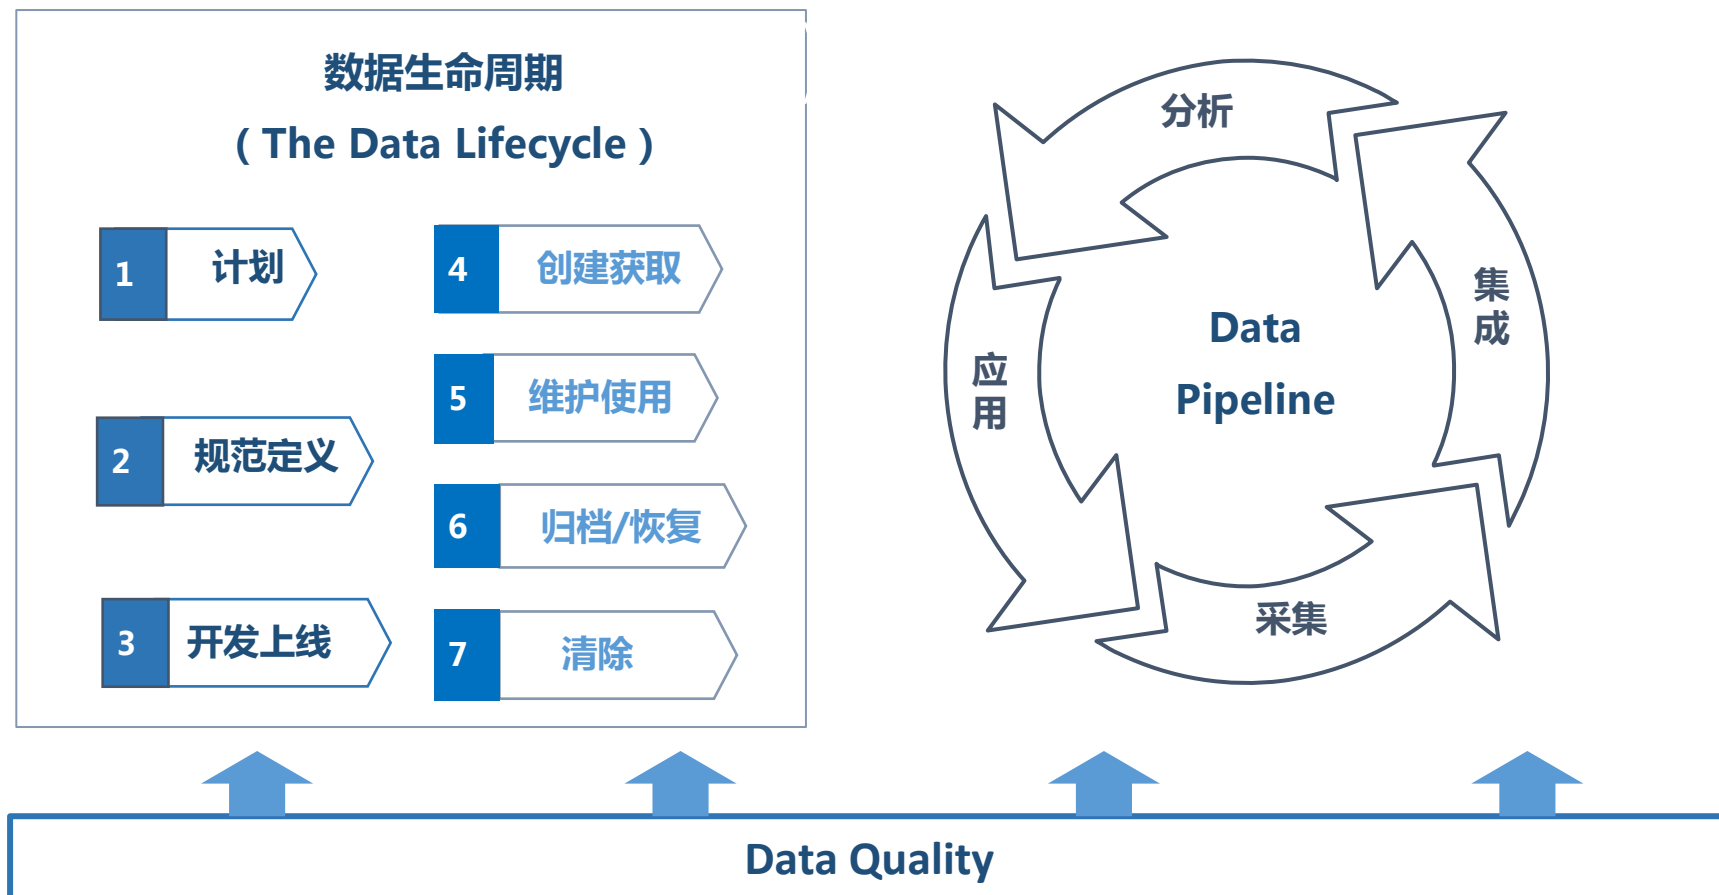 数据生命周期
（The Data Lifecycle）
1 计划
2 规范定义
3 开发上线
4 创建获取
5 维护使用
6 归档/恢复
7 清除
分析
集成
采集
应用
Data
Pipeline
Data Quality